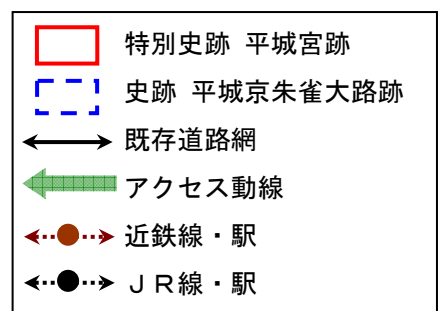 特別史跡 平城宮跡
史跡 平城京朱雀大路跡
既存道路網
アクセス動線
近鉄線・駅
ＪＲ線・駅